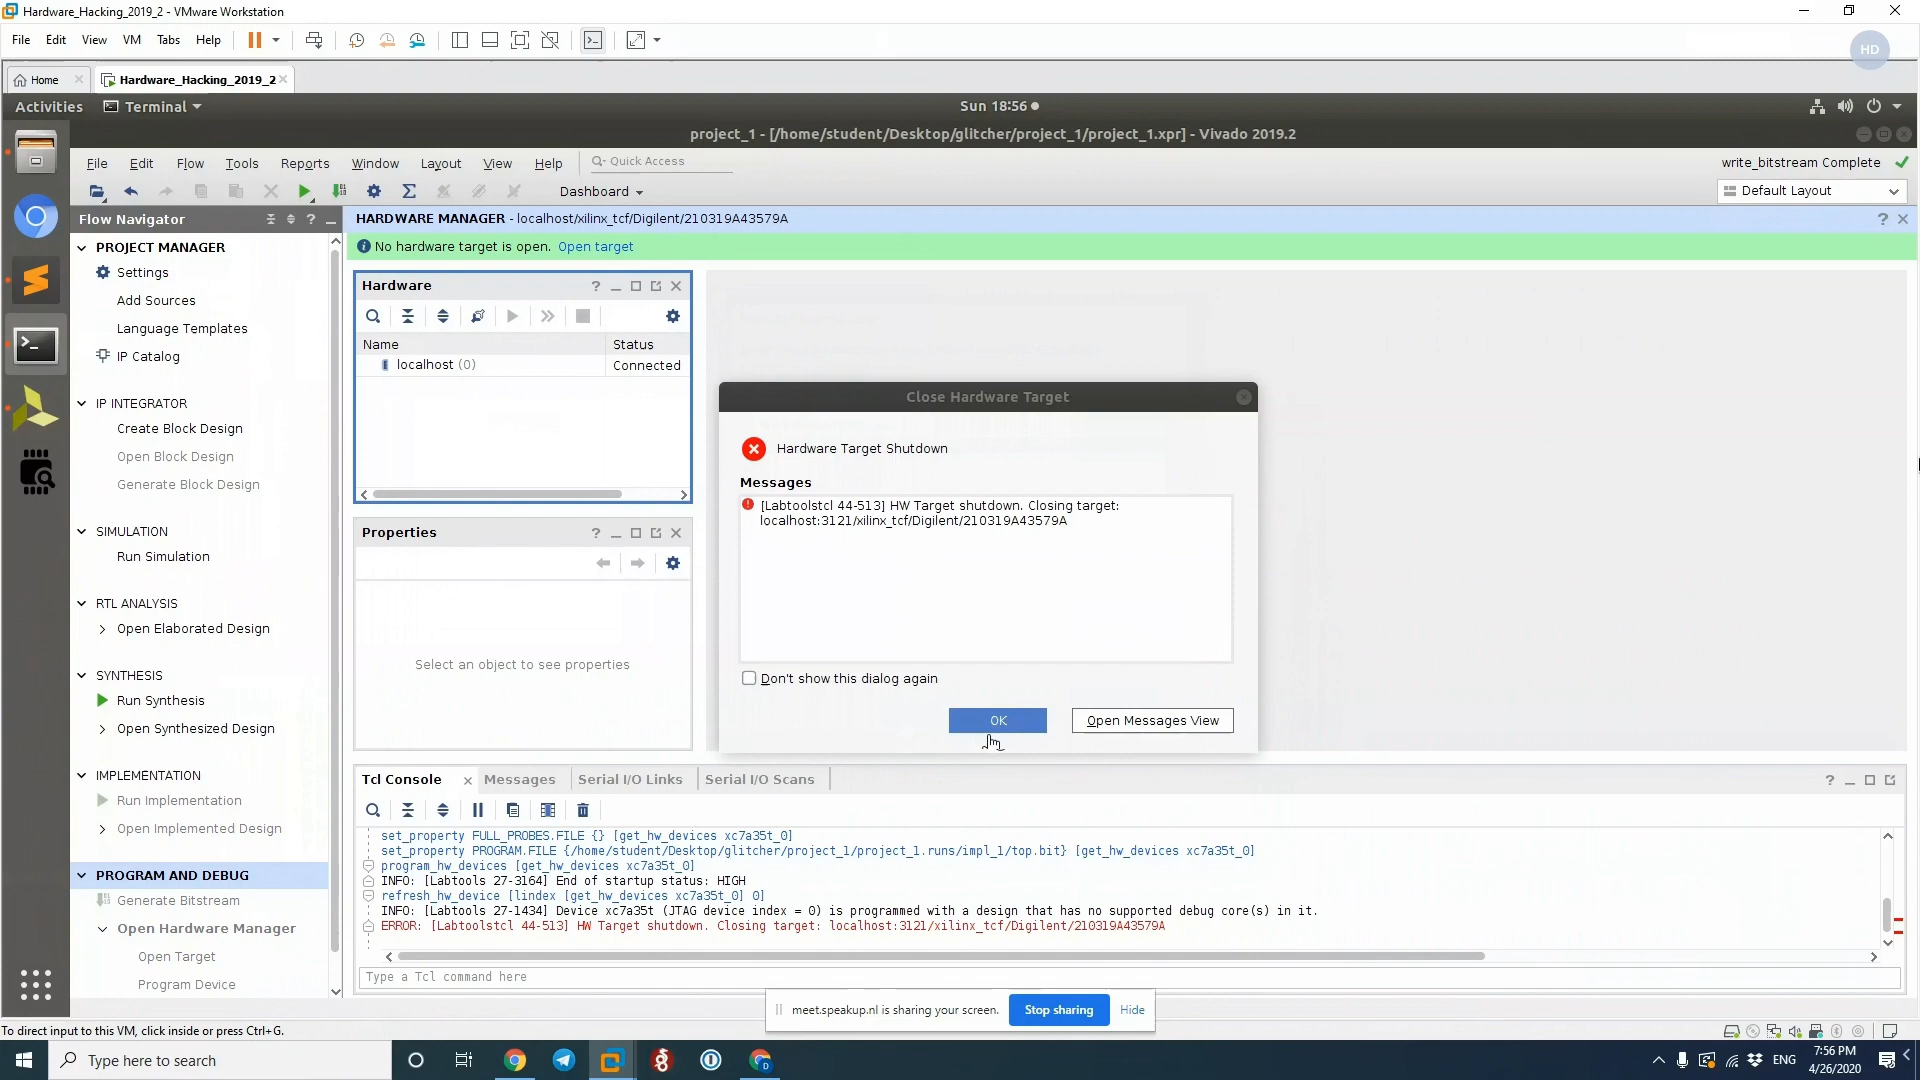 Hardware_Hacking_2019_2 - VMware Workstation
File Edit View VM Tabs Help
HD
Home Hardware_Hacking_2019_2
Activities Terminal Sun 18:56
project_1 - [/home/student/Desktop/glitcher/project_1/project_1.xpr] - Vivado 2019.2
File Edit Flow Tools Reports Window Layout View Help Quick Access write_bitstream Complete
Dashboard Default Layout
Flow Navigator
HARDWARE MANAGER - localhost/xilinx_tcf/Digilent/210319A43579A
No hardware target is open. Open target
PROJECT MANAGER
Settings
Add Sources
Language Templates
IP Catalog
IP INTEGRATOR
Create Block Design
Open Block Design
Generate Block Design
SIMULATION
Run Simulation
RTL ANALYSIS
Open Elaborated Design
SYNTHESIS
Run Synthesis
Open Synthesized Design
IMPLEMENTATION
Run Implementation
Open Implemented Design
PROGRAM AND DEBUG
Generate Bitstream
Open Hardware Manager
Open Target
Program Device
Hardware
Name Status
localhost (0) Connected
Properties
Select an object to see properties
Close Hardware Target
Hardware Target Shutdown
Messages
[Labtoolstcl 44-513] HW Target shutdown. Closing target:
localhost:3121/xilinx_tcf/Digilent/210319A43579A
Don't show this dialog again
OK Open Messages View
Tcl Console Messages Serial I/O Links Serial I/O Scans
set_property FULL_PROBES.FILE {} [get_hw_devices xc7a35t_0]
set_property PROGRAM.FILE {/home/student/Desktop/glitcher/project_1/project_1.runs/impl_1/top.bit} [get_hw_devices xc7a35t_0]
program_hw_devices [get_hw_devices xc7a35t_0]
INFO: [Labtools 27-3164] End of startup status: HIGH
refresh_hw_device [lindex [get_hw_devices xc7a35t_0] 0]
INFO: [Labtools 27-1434] Device xc7a35t (JTAG device index = 0) is programmed with a design that has no supported debug core(s) in it.
ERROR: [Labtoolstcl 44-513] HW Target shutdown. Closing target: localhost:3121/xilinx_tcf/Digilent/210319A43579A
Type a Tcl command here
meet.speakup.nl is sharing your screen. Stop sharing Hide
To direct input to this VM, click inside or press Ctrl+G.
Type here to search
ENG
7:56 PM
4/26/2020